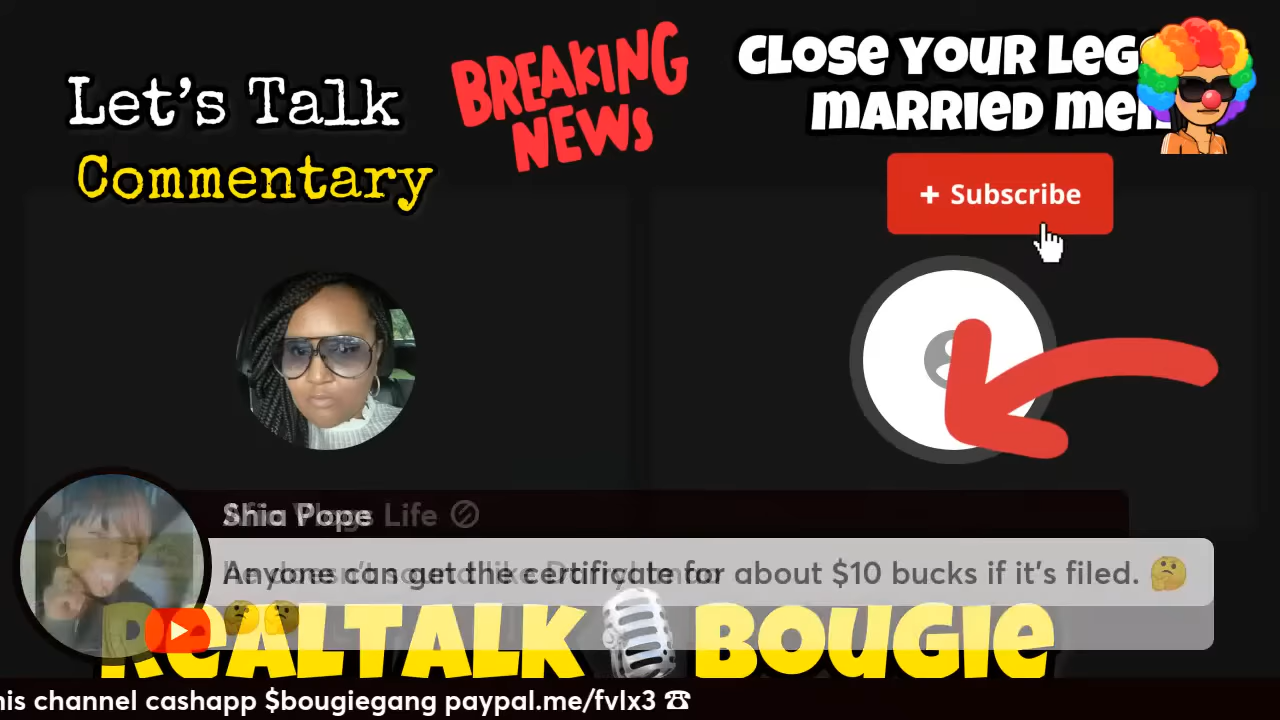 Let's Talk
Commentary
BREAKING
NEWS
CLOSE YOUR LEG
MARRIED MEN
+ Subscribe
Shia Pope
Life
Anyone can get the certificate for about $10 bucks if it's filed. 🤔
🤔 🤔
REALTALK BOUGIE
his channel cashapp $bougiegang paypal.me/fvlx3 ☎